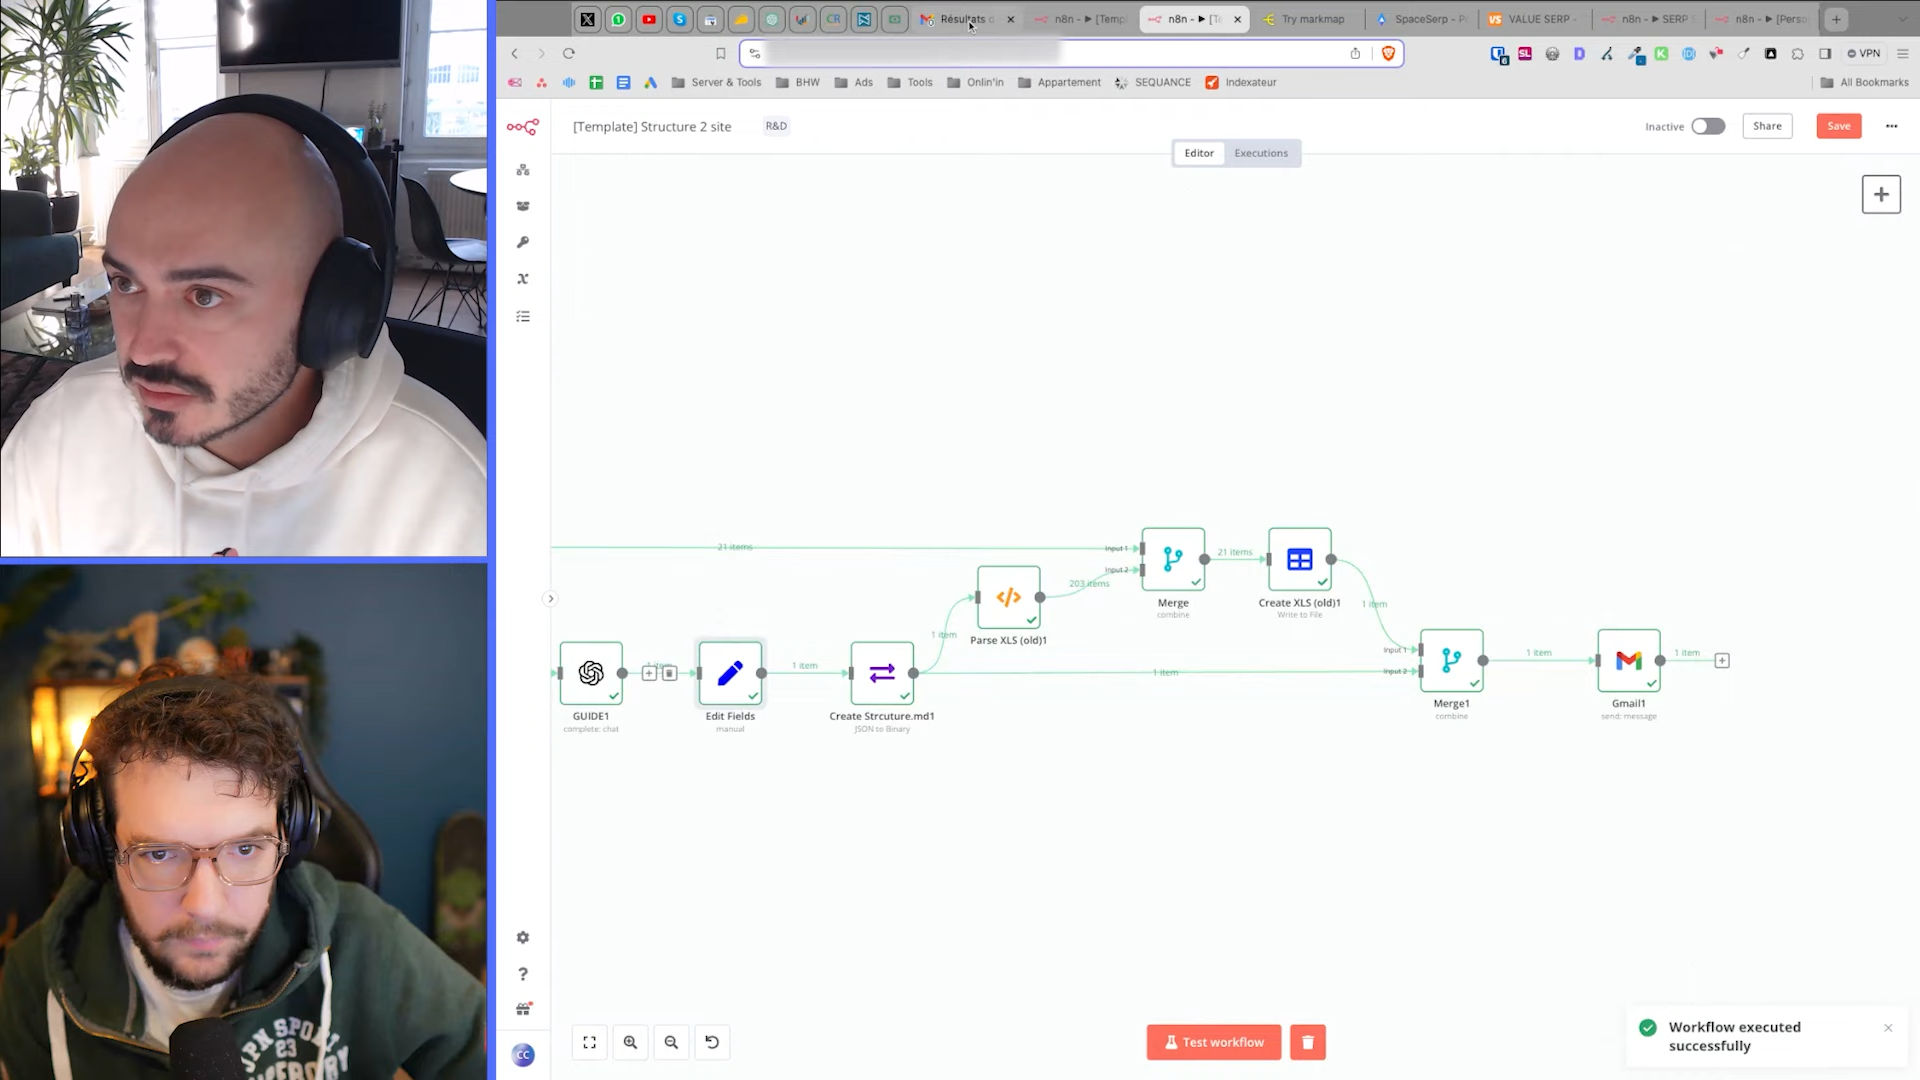 Résultats d
n8n - ▶ [Temp
n8n - ▶ [T
Try markmap
SpaceSerp - P
VALUE SERP -
n8n - ▶ SERP
n8n - ▶ [Perso
VPN
Server & Tools
BHW
Ads
Tools
Onlin'in
Appartement
SEQUANCE
Indexateur
All Bookmarks
[Template] Structure 2 site
R&D
Inactive
Share
Save
Editor
Executions
21 items
Input 1
Input 2
21 items
203 items
Merge
combine
Create XLS (old)1
Write to File
1 item
Parse XLS (old)1
1 item
1 item
1 item
Input 1
Input 2
1 item
1 item
GUIDE1
complete: chat
Edit Fields
manual
Create Strcuture.md1
JSON to Binary
Merge1
combine
Gmail1
send: message
CC
Test workflow
Workflow executed
successfully
23